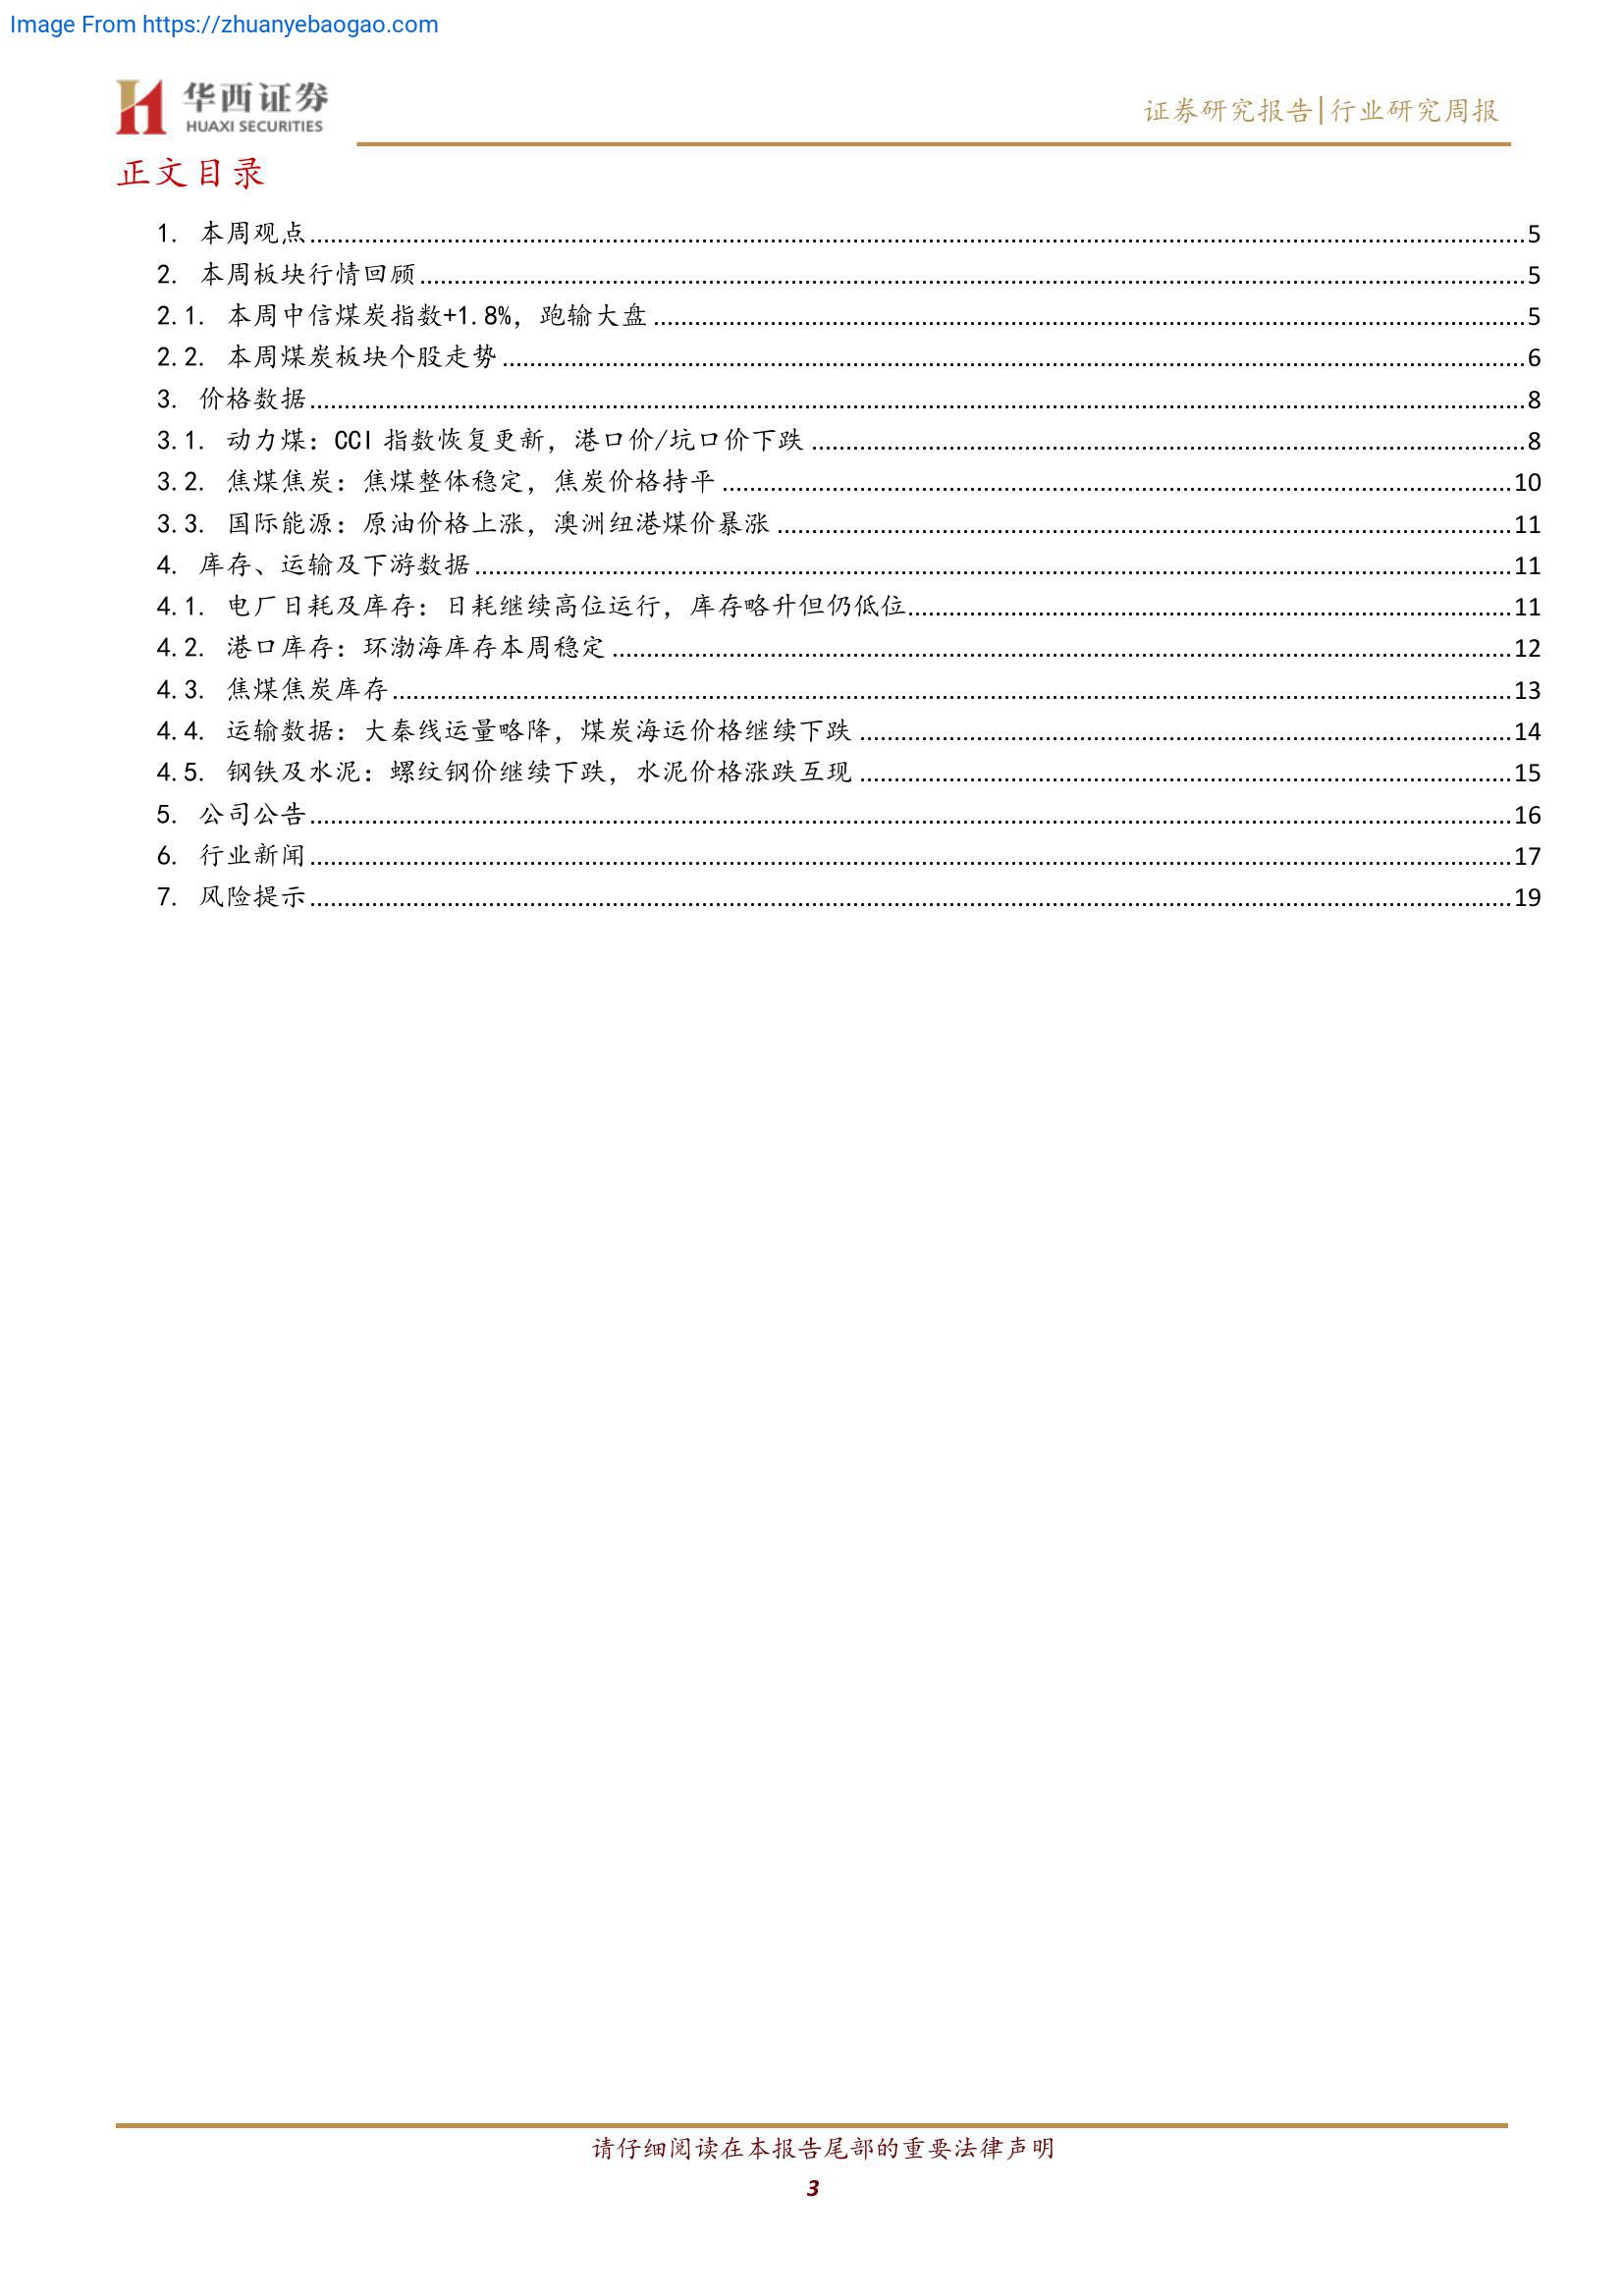 Image From https://zhuanyebaogao.com
华西证券
HUAXI SECURITIES
证券研究报告|行业研究周报
正文目录
1. 本周观点 5
2. 本周板块行情回顾 5
2.1. 本周中信煤炭指数+1.8%，跑输大盘 5
2.2. 本周煤炭板块个股走势 6
3. 价格数据 8
3.1. 动力煤：CCI 指数恢复更新，港口价/坑口价下跌 8
3.2. 焦煤焦炭：焦煤整体稳定，焦炭价格持平 10
3.3. 国际能源：原油价格上涨，澳洲纽港煤价暴涨 11
4. 库存、运输及下游数据 11
4.1. 电厂日耗及库存：日耗继续高位运行，库存略升但仍低位 11
4.2. 港口库存：环渤海库存本周稳定 12
4.3. 焦煤焦炭库存 13
4.4. 运输数据：大秦线运量略降，煤炭海运价格继续下跌 14
4.5. 钢铁及水泥：螺纹钢价继续下跌，水泥价格涨跌互现 15
5. 公司公告 16
6. 行业新闻 17
7. 风险提示 19
请仔细阅读在本报告尾部的重要法律声明
3